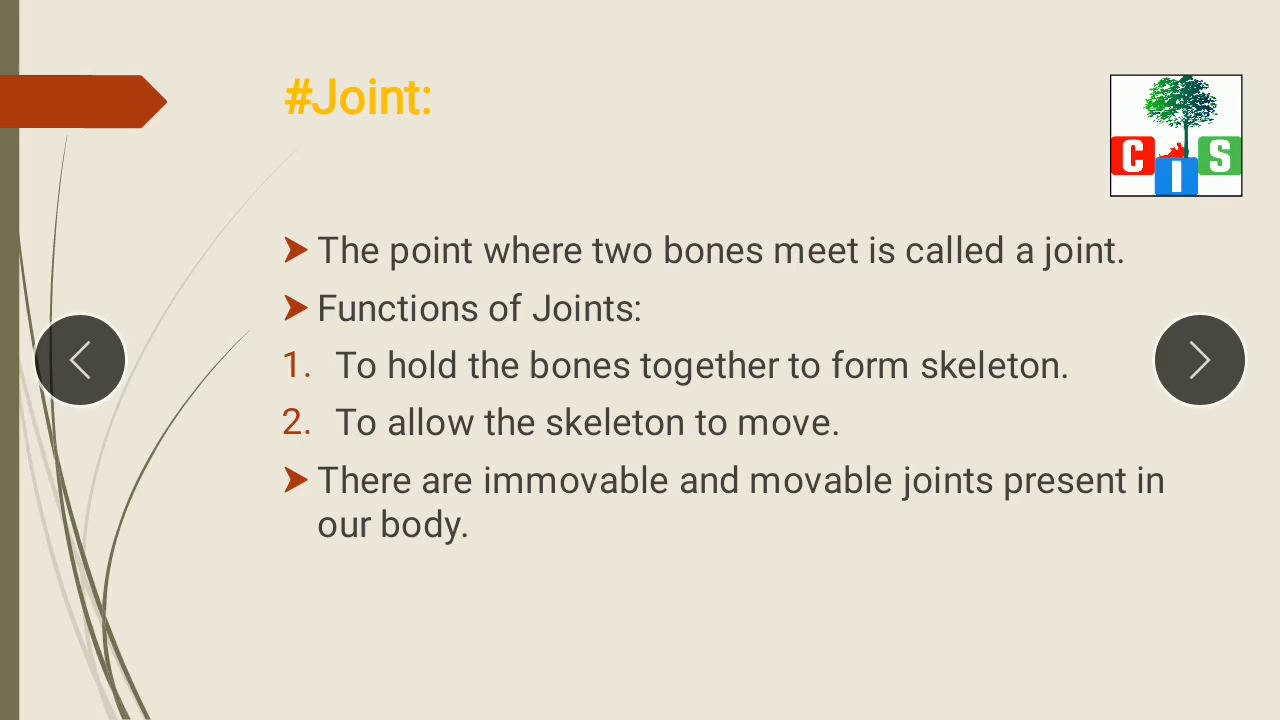 #Joint:
C I S
➤ The point where two bones meet is called a joint.
➤ Functions of Joints:
1. To hold the bones together to form skeleton.
2. To allow the skeleton to move.
➤ There are immovable and movable joints present in
our body.